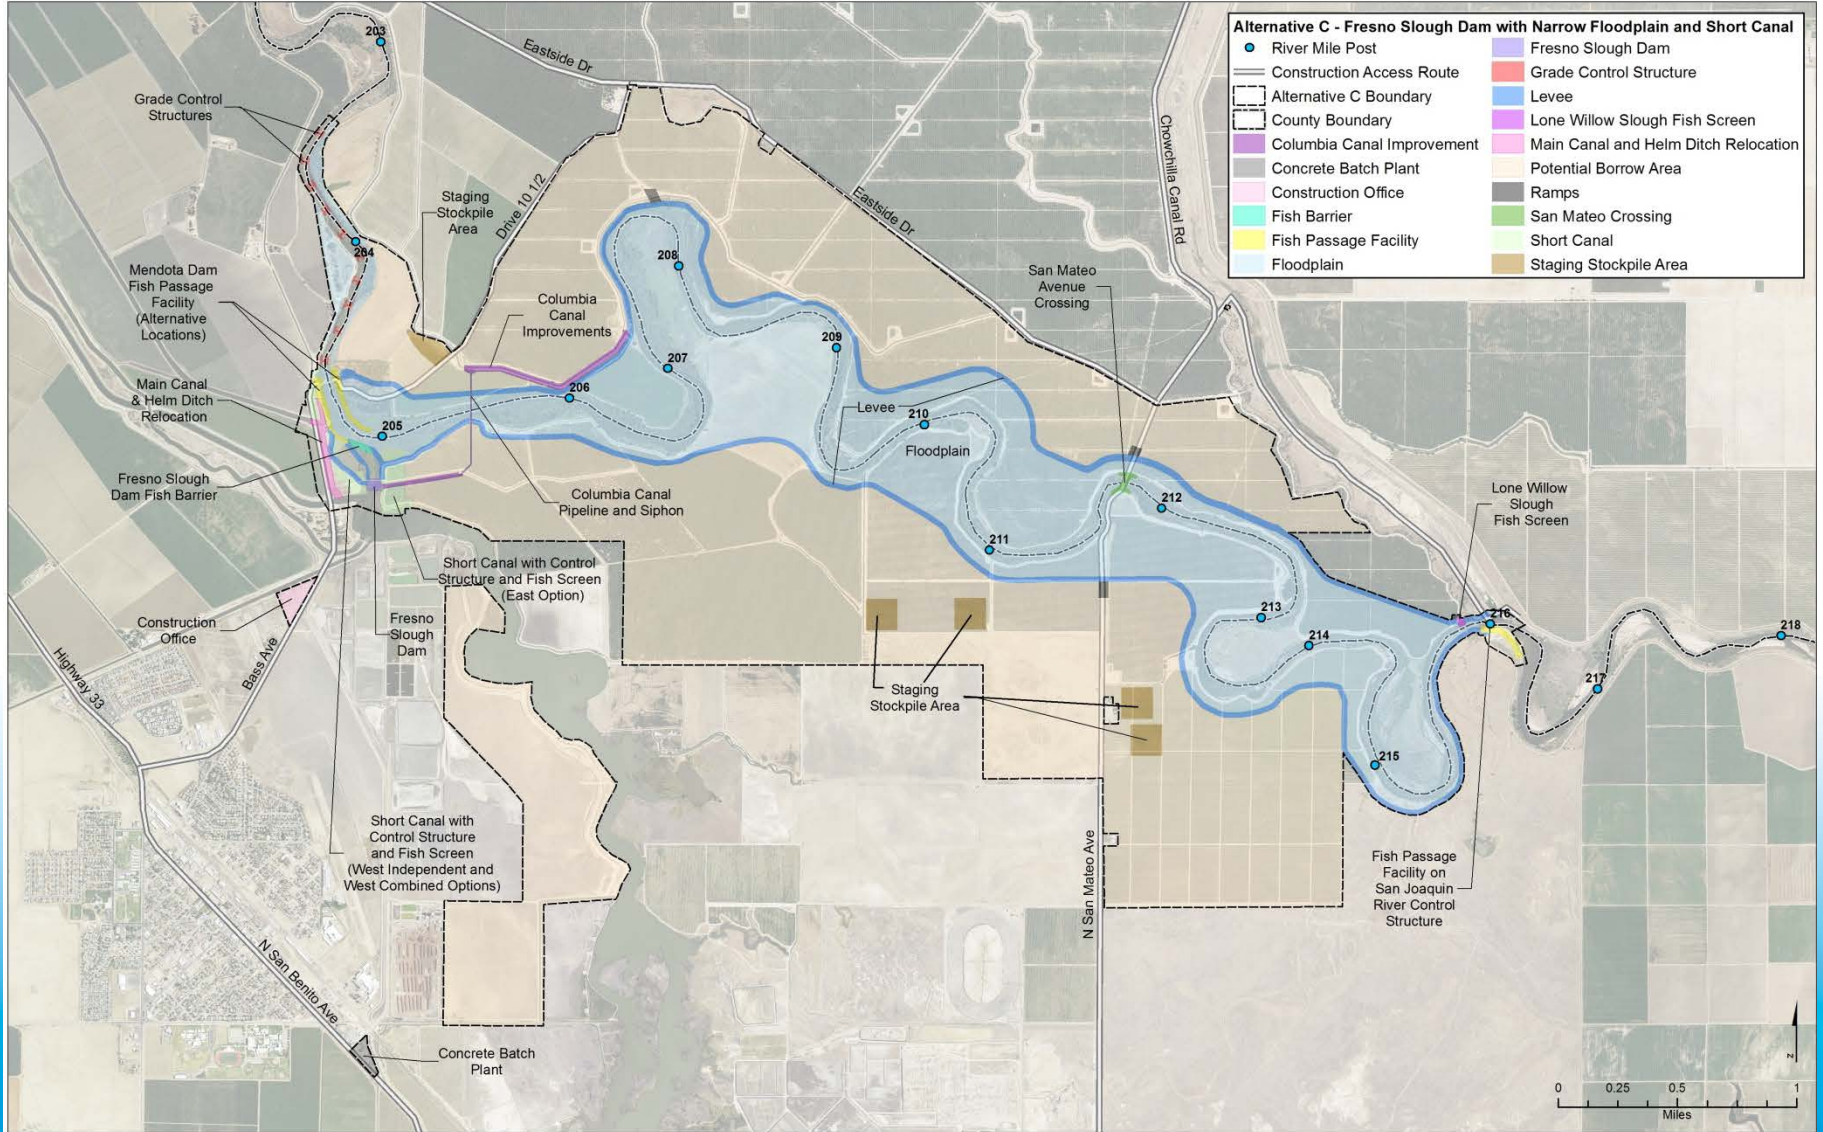 Alternative C - Fresno Slough Dam with Narrow Floodplain and Short Canal
River Mile Post
Construction Access Route
Alternative C Boundary
County Boundary
Columbia Canal Improvement
Concrete Batch Plant
Construction Office
Fish Barrier
Fish Passage Facility
Floodplain
Fresno Slough Dam
Grade Control Structure
Levee
Lone Willow Slough Fish Screen
Main Canal and Helm Ditch Relocation
Potential Borrow Area
Ramps
San Mateo Crossing
Short Canal
Staging Stockpile Area
203
Eastside Dr
Grade Control
Structures
Chowchilla Canal Rd
Staging
Stockpile
Area
Drive 10 1/2
Eastside Dr
204
208
Mendota Dam
Fish Passage
Facility
(Alternative
Locations)
San Mateo
Avenue
Crossing
Columbia
Canal
Improvements
209
207
Main Canal
& Helm Ditch
Relocation
206
Levee
210
205
Floodplain
Fresno Slough
Dam Fish Barrier
Columbia Canal
Pipeline and Siphon
212
Lone Willow
Slough
Fish Screen
211
Short Canal with Control
Structure and Fish Screen
(East Option)
Construction
Office
Fresno
Slough
Dam
213
216
214
218
217
Bass Ave
Highway 33
Staging
Stockpile Area
215
Short Canal with
Control Structure
and Fish Screen
(West Independent and
West Combined Options)
N San Mateo Ave
Fish Passage
Facility on
San Joaquin
River Control
Structure
N San Benito Ave
Concrete Batch
Plant
N
0 0.25 0.5 1
Miles